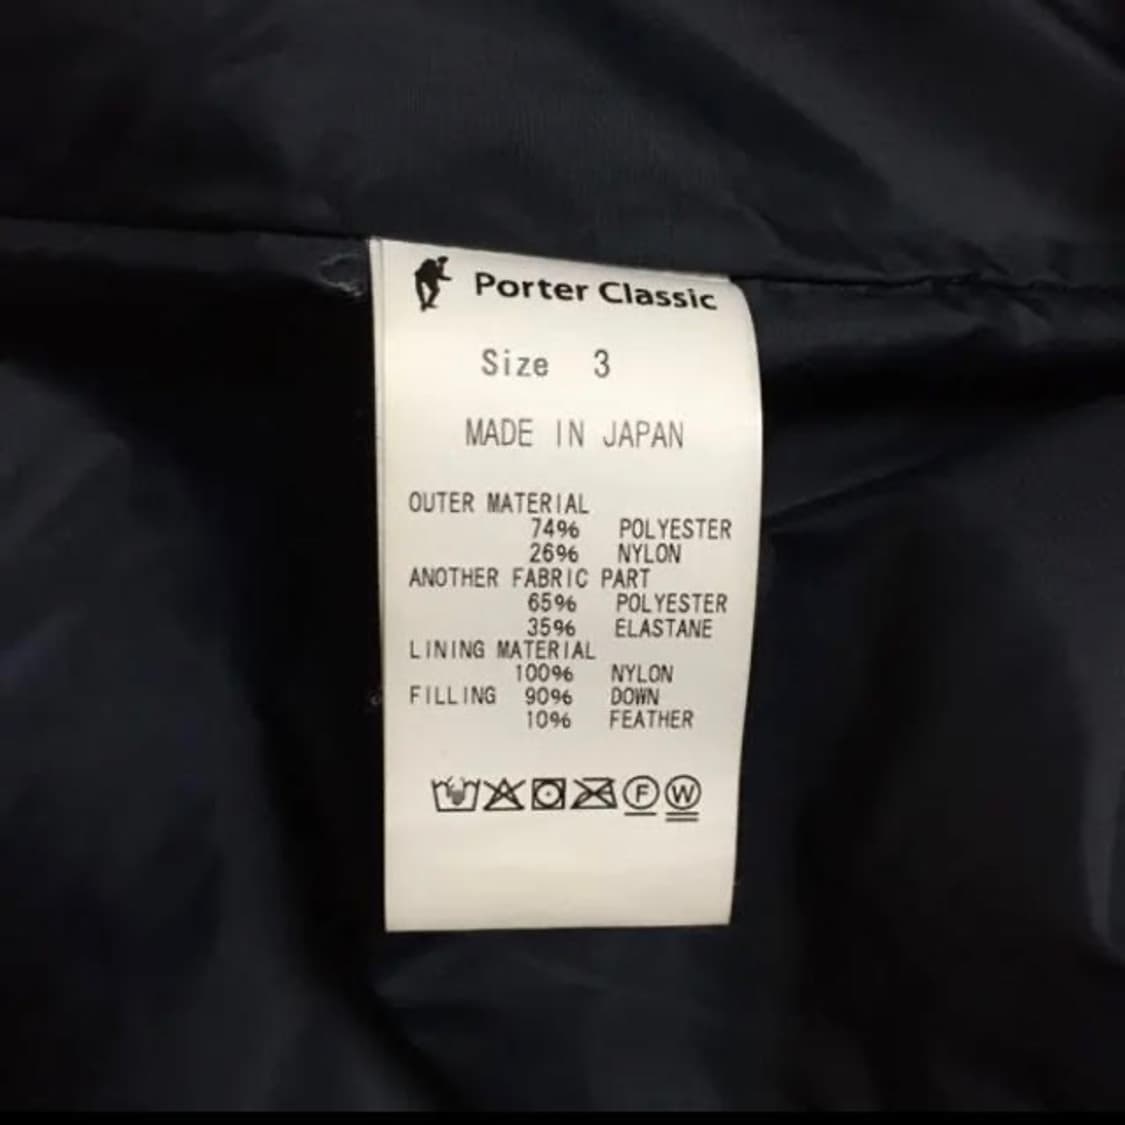 Porter Classic
Size 3
MADE IN JAPAN
OUTER MATERIAL
74% POLYESTER
26% NYLON
ANOTHER FABRIC PART
65% POLYESTER
35% ELASTANE
LINING MATERIAL
100% NYLON
FILLING 90% DOWN
10% FEATHER
F W